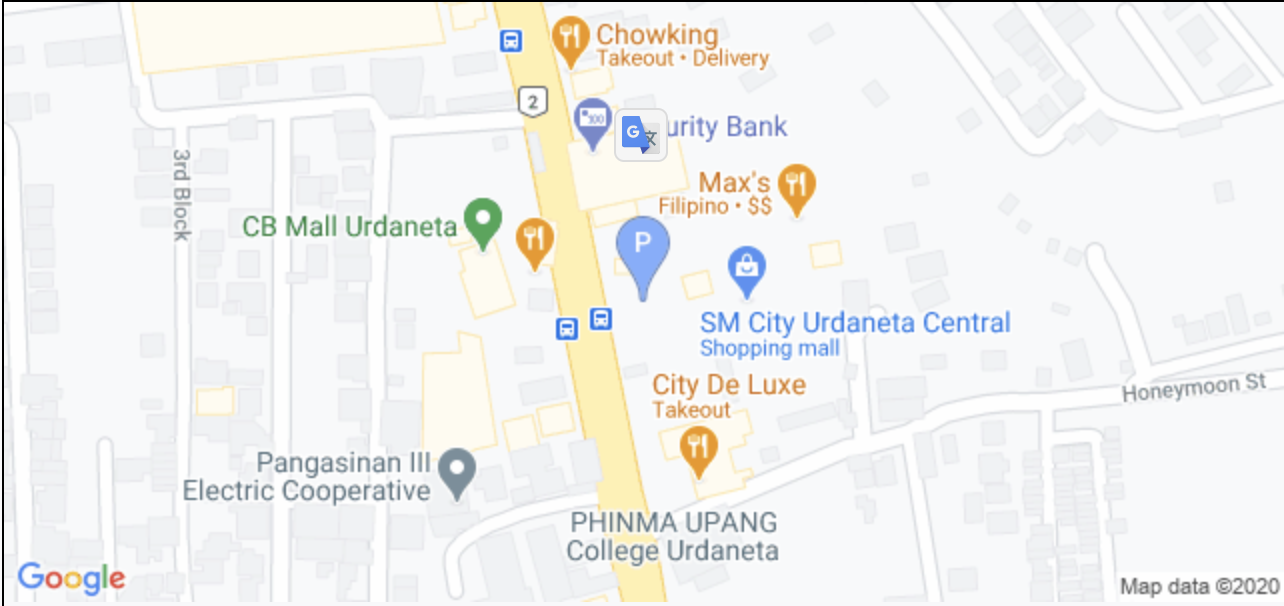 Chowking
Takeout • Delivery
2
100
urity Bank
3rd Block
Max's
Filipino • $$
CB Mall Urdaneta
P
SM City Urdaneta Central
Shopping mall
City De Luxe
Takeout
Honeymoon St
Pangasinan III
Electric Cooperative
PHINMA UPANG
College Urdaneta
Google
Map data ©2020